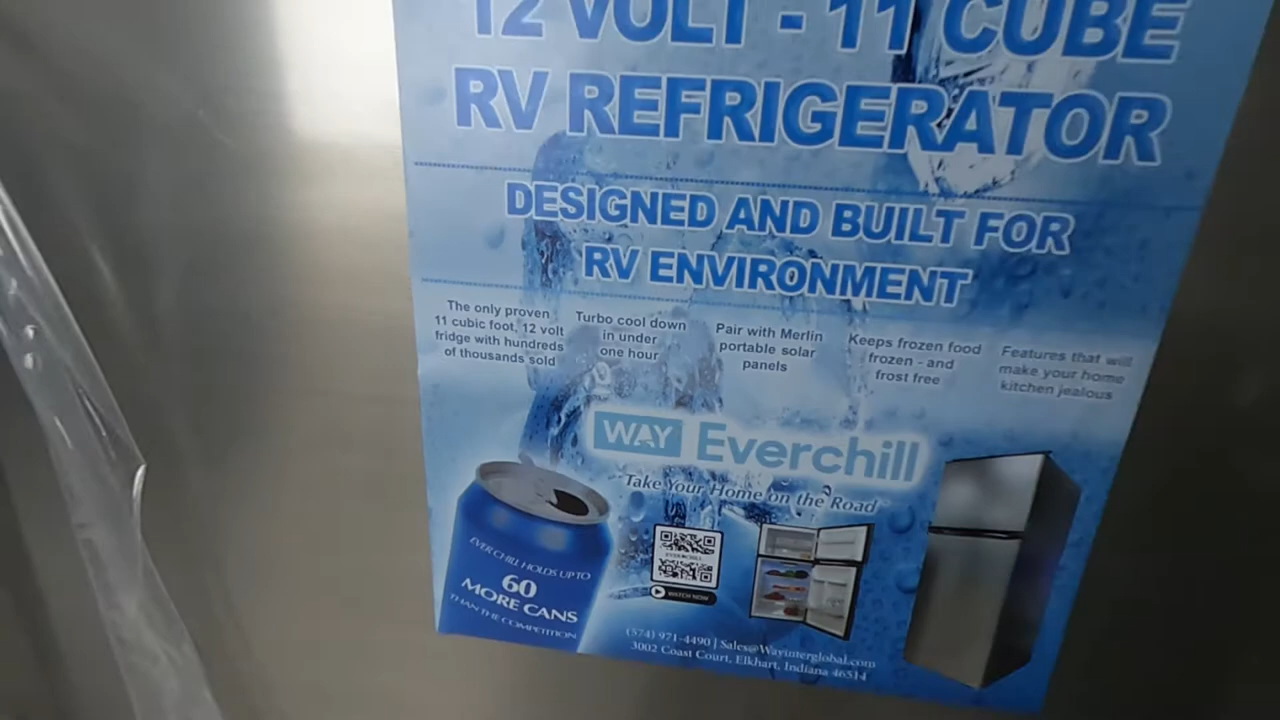 12 VOLT - 11 CUBE
RV REFRIGERATOR
DESIGNED AND BUILT FOR
RV ENVIRONMENT
The only proven
11 cubic foot, 12 volt
fridge with hundreds
of thousands sold
Turbo cool down
in under
one hour
Pair with Merlin
portable solar
panels
Keeps frozen food
frozen - and
frost free
Features that will
make your home
kitchen jealous
WAY Everchill
Take Your Home on the Road
EVER CHILL HOLDS UP TO
60
MORE CANS
THAN THE COMPETITION
EVERCHILL
WATCH NOW
(574) 971-4490 | Sales@Wayinterglobal.com
3002 Coast Court, Elkhart, Indiana 46514